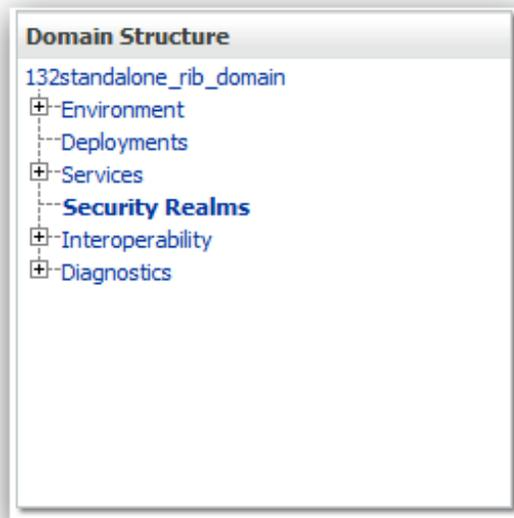 Domain Structure
132standalone_rib_domain
Environment
Deployments
Services
Security Realms
Interoperability
Diagnostics